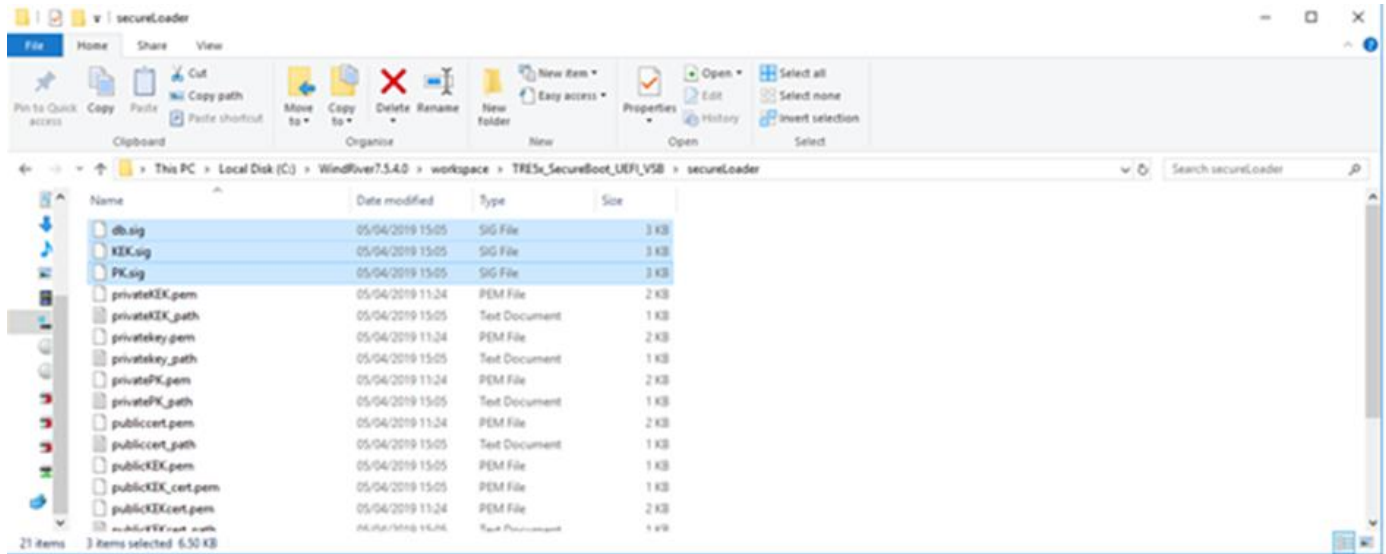 secureLoader
File Home Share View
Pin to Quick access
Copy
Paste
Cut
Copy path
Paste shortcut
Move to
Copy to
Delete
Rename
New folder
New item
Easy access
Properties
Open
Edit
History
Select all
Select none
Invert selection
Clipboard Organise New Open Select
This PC > Local Disk (C:) > WindRiver7.5.4.0 > workspace > TRE5x_SecureBoot_UEFI_VSB > secureLoader
Search secureLoader
Name Date modified Type Size
db.sig 05/04/2019 15:05 SIG File 3 KB
KEK.sig 05/04/2019 15:05 SIG File 3 KB
PK.sig 05/04/2019 15:05 SIG File 3 KB
privateKEK.pem 05/04/2019 11:24 PEM File 2 KB
privateKEK_path 05/04/2019 15:05 Text Document 1 KB
privatekey.pem 05/04/2019 11:24 PEM File 2 KB
privatekey_path 05/04/2019 15:05 Text Document 1 KB
privatePK.pem 05/04/2019 11:24 PEM File 2 KB
privatePK_path 05/04/2019 15:05 Text Document 1 KB
publiccert.pem 05/04/2019 11:24 PEM File 2 KB
publiccert_path 05/04/2019 15:05 Text Document 1 KB
publicKEK.pem 05/04/2019 15:05 PEM File 1 KB
publicKEK_cert.pem 05/04/2019 15:05 PEM File 1 KB
publicKEKcert.pem 05/04/2019 11:24 PEM File 2 KB
publicKEKcert_path 05/04/2019 15:05 Text Document 1 KB
21 items 3 items selected 6.50 KB